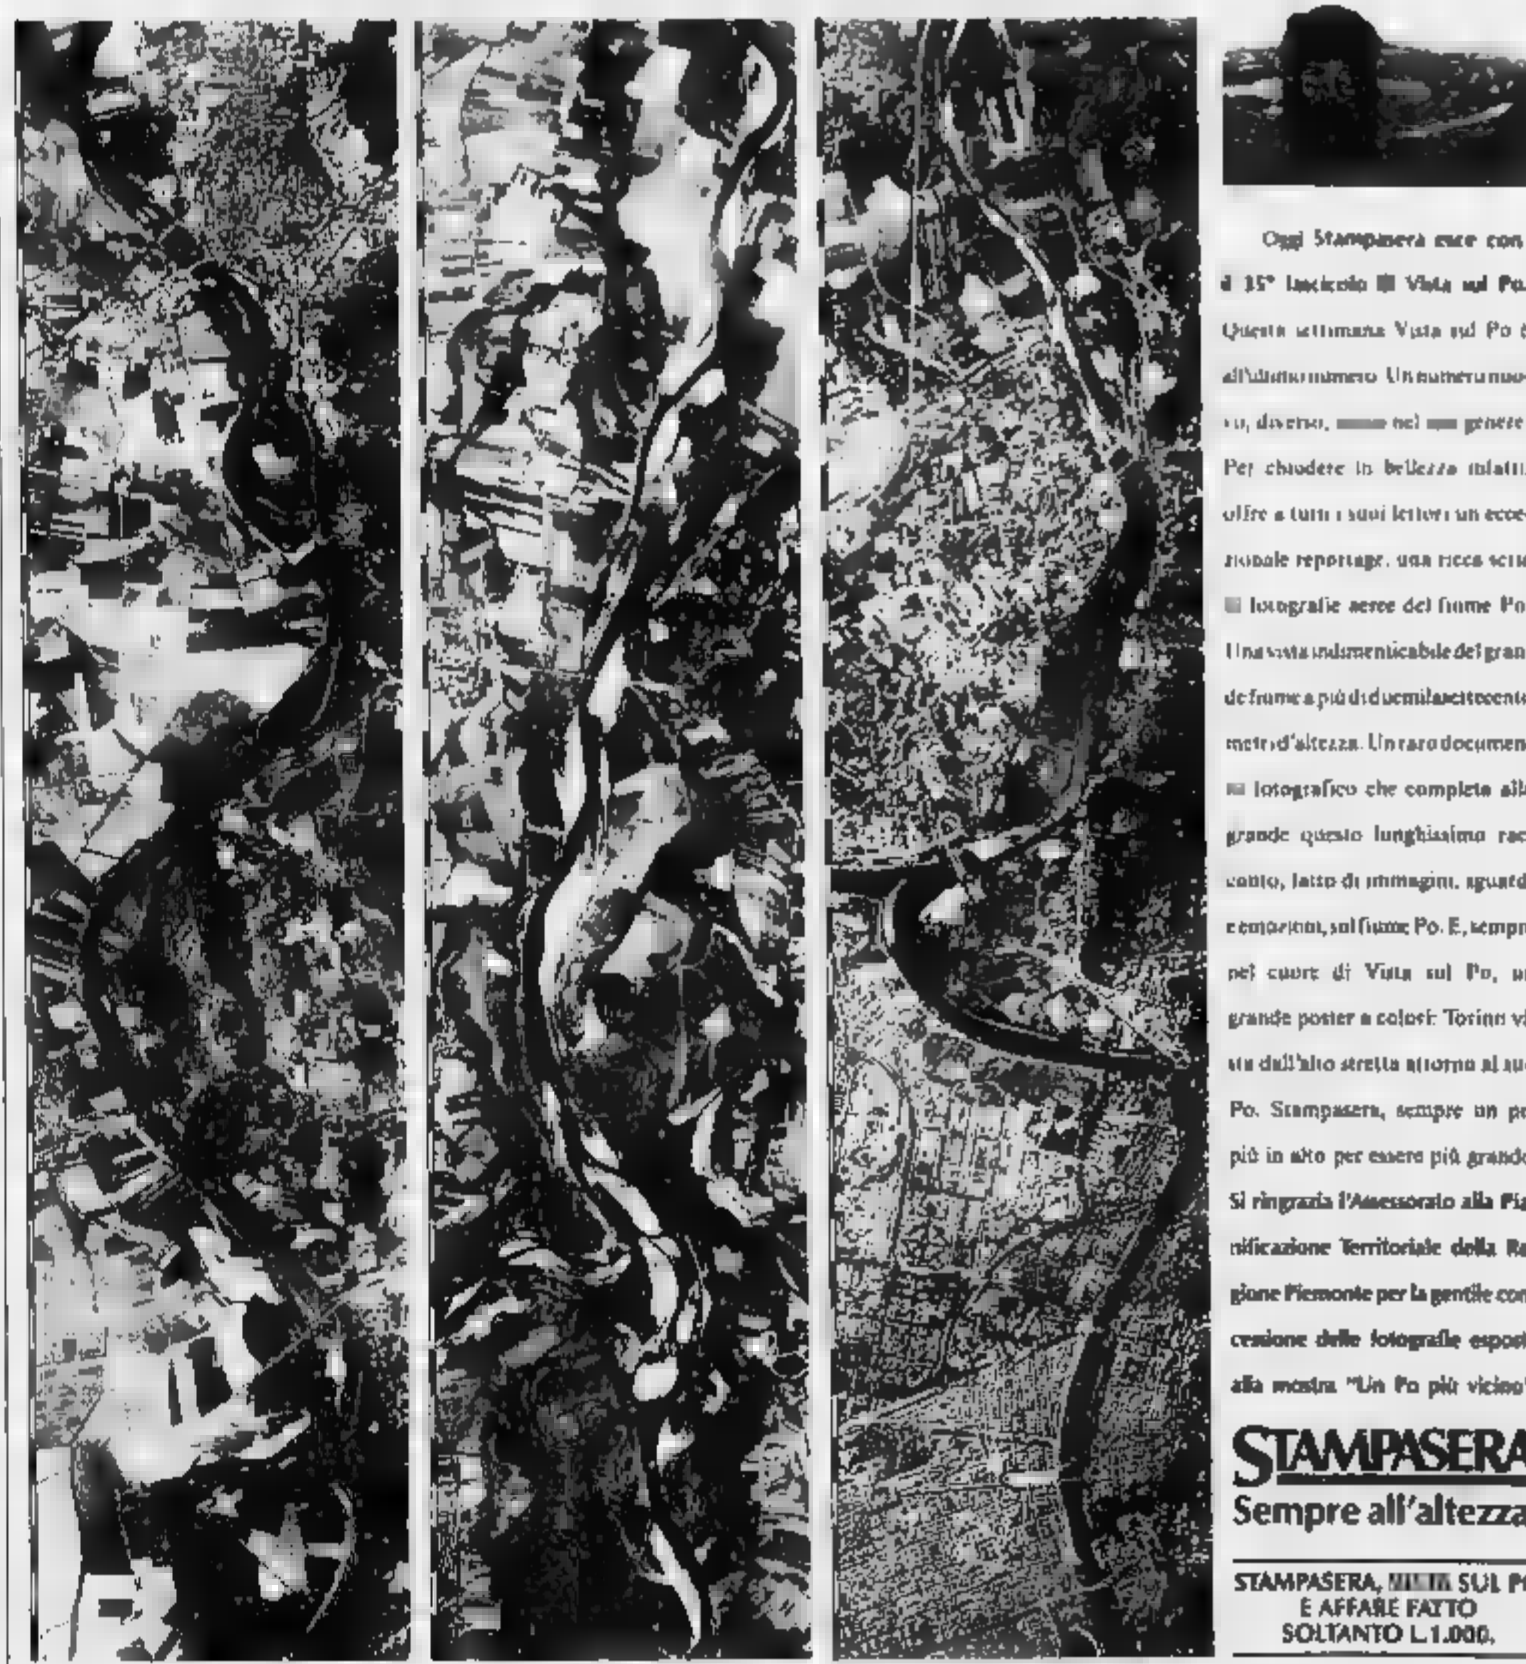 Oggi Stampasera esce con
il 35° fascicolo Vista sul Po.
Questa settimana Vista sul Po è
all'ultimo numero. Un numero nuo-
vo, diverso, nel genere
Per chiudere in bellezza infatti,
offre a tutti i suoi lettori un ecce-
zionale reportage, una ricca serie
fotografie aeree del fiume Po.
Una vista indimenticabile del gran-
de fiume a più di duemilasettecento
metri d'altezza. Un raro documen-
fotografico che completa alla
grande questo lunghissimo rac-
conto, fatto di immagini, sguard
e emozioni, sul fiume Po. E, sempre
nel cuore di Vista sul Po, un
grande poster a colori: Torino vi
sta dall'alto stretta attorno al suo
Po. Stampasera, sempre un po
più in alto per essere più grande
Si ringrazia l'Assessorato alla Pia
nificazione Territoriale della Re
gione Piemonte per la gentile con
cessione delle fotografie esposte
alla mostra "Un Po più vicino"
STAMPASERA
Sempre all'altezza
STAMPASERA, SUL PO
E AFFARE FATTO
SOLTANTO L.1.000.